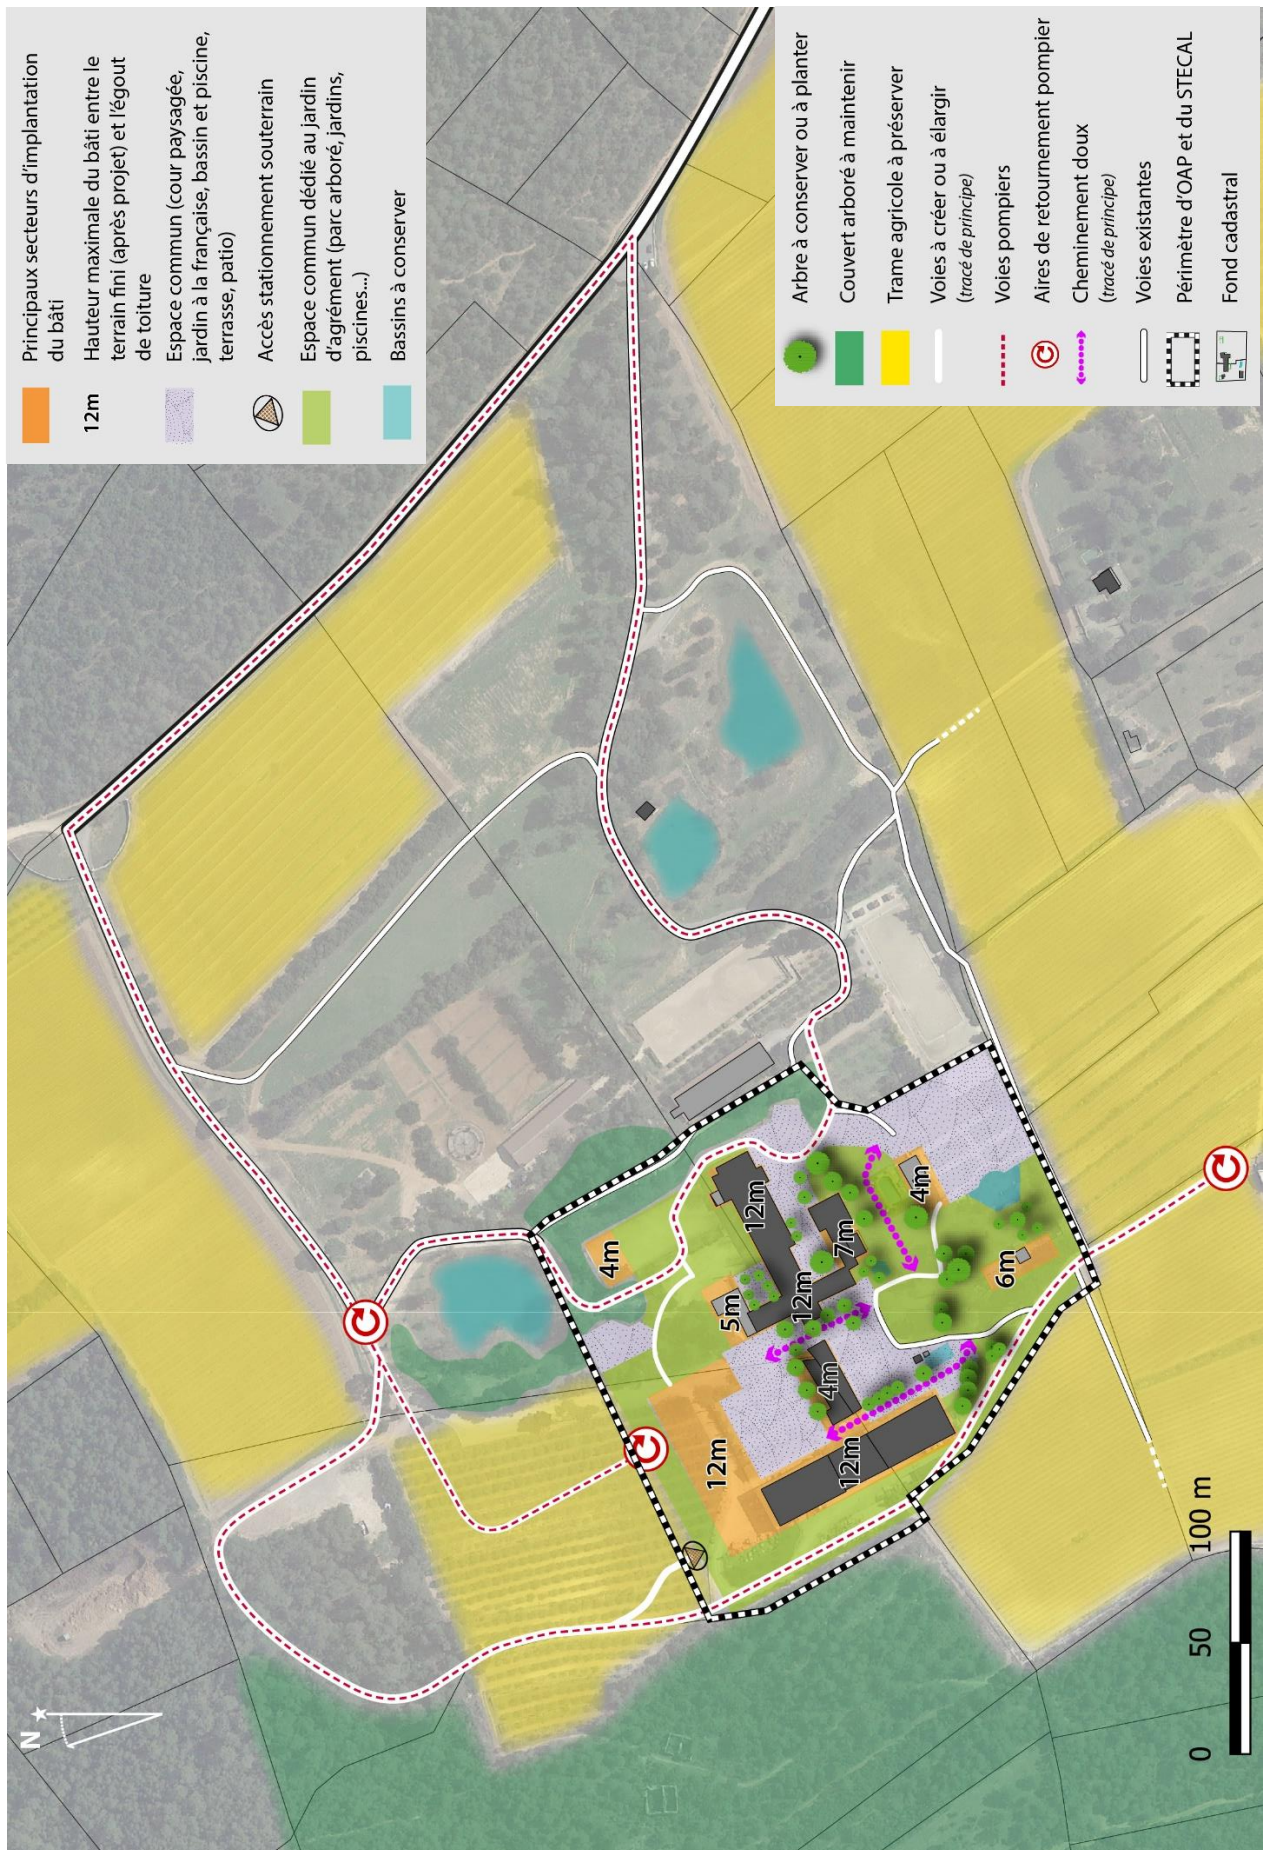 Principaux secteurs d'implantation
du bâti
12m
Hauteur maximale du bâti entre le
terrain fini (après projet) et l'égout
de toiture
Espace commun (cour paysagée,
jardin à la française, bassin et piscine,
terrasse, patio)
Accès stationnement souterrain
Espace commun dédié au jardin
d'agrément (parc arboré, jardins,
piscines...)
Bassins à conserver
Arbre à conserver ou à planter
Couvert arboré à maintenir
Trame agricole à préserver
Voies à créer ou à élargir
(tracé de principe)
Voies pompiers
Aires de retournement pompier
Cheminement doux
(tracé de principe)
Voies existantes
Périmètre d'OAP et du STECAL
Fond cadastral
N
4m
12m
5m
12m
7m
4m
12m
4m
12m
6m
0 50 100 m